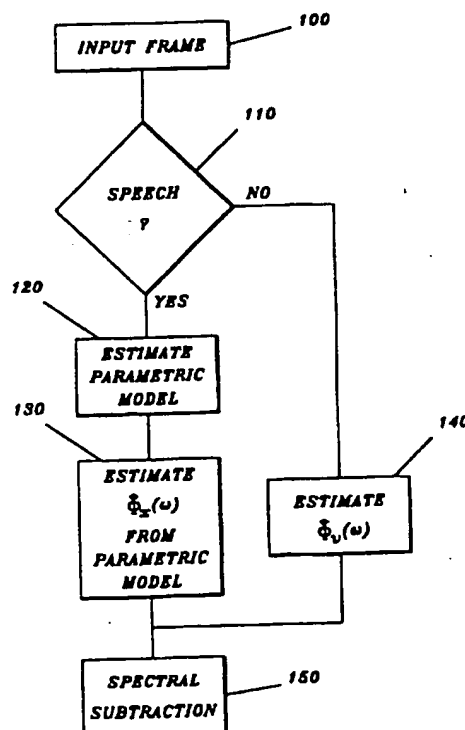 100
INPUT FRAME
110
SPEECH
?
NO
YES
120
ESTIMATE
PARAMETRIC
MODEL
130
ESTIMATE
Φ̂ₓ(ω)
FROM
PARAMETRIC
MODEL
140
ESTIMATE
Φ̂ᵥ(ω)
SPECTRAL
SUBTRACTION
150